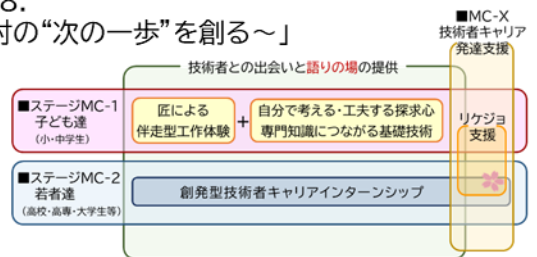 対の“次の一歩”を創る～」
■MC-X
技術者キャリア
発達支援
技術者との出会いと語りの場の提供
■ステージMC-1
子ども達
(小・中学生)
匠による
伴走型工作体験
+
自分で考える・工夫する探求心
専門知識につながる基礎技術
リケジョ
支援
■ステージMC-2
若者達
(高校・高専・大学生等)
創発型技術者キャリアインターンシップ